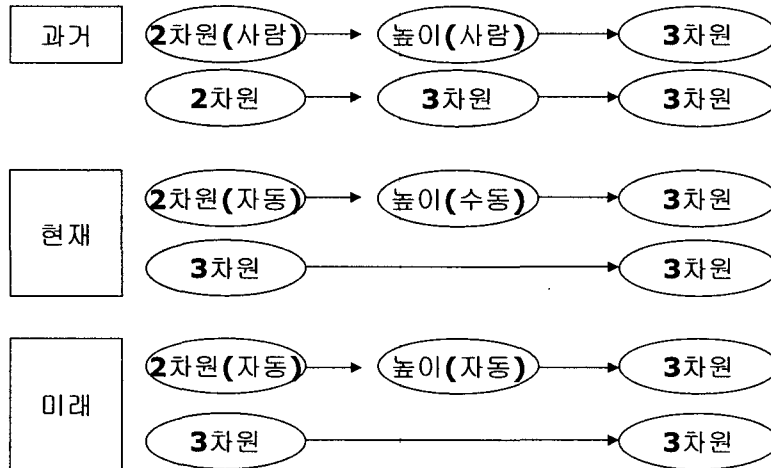 과거
2차원(사람) 높이(사람) 3차원
2차원 3차원 3차원
현재
2차원(자동) 높이(수동) 3차원
3차원 3차원
미래
2차원(자동) 높이(자동) 3차원
3차원 3차원